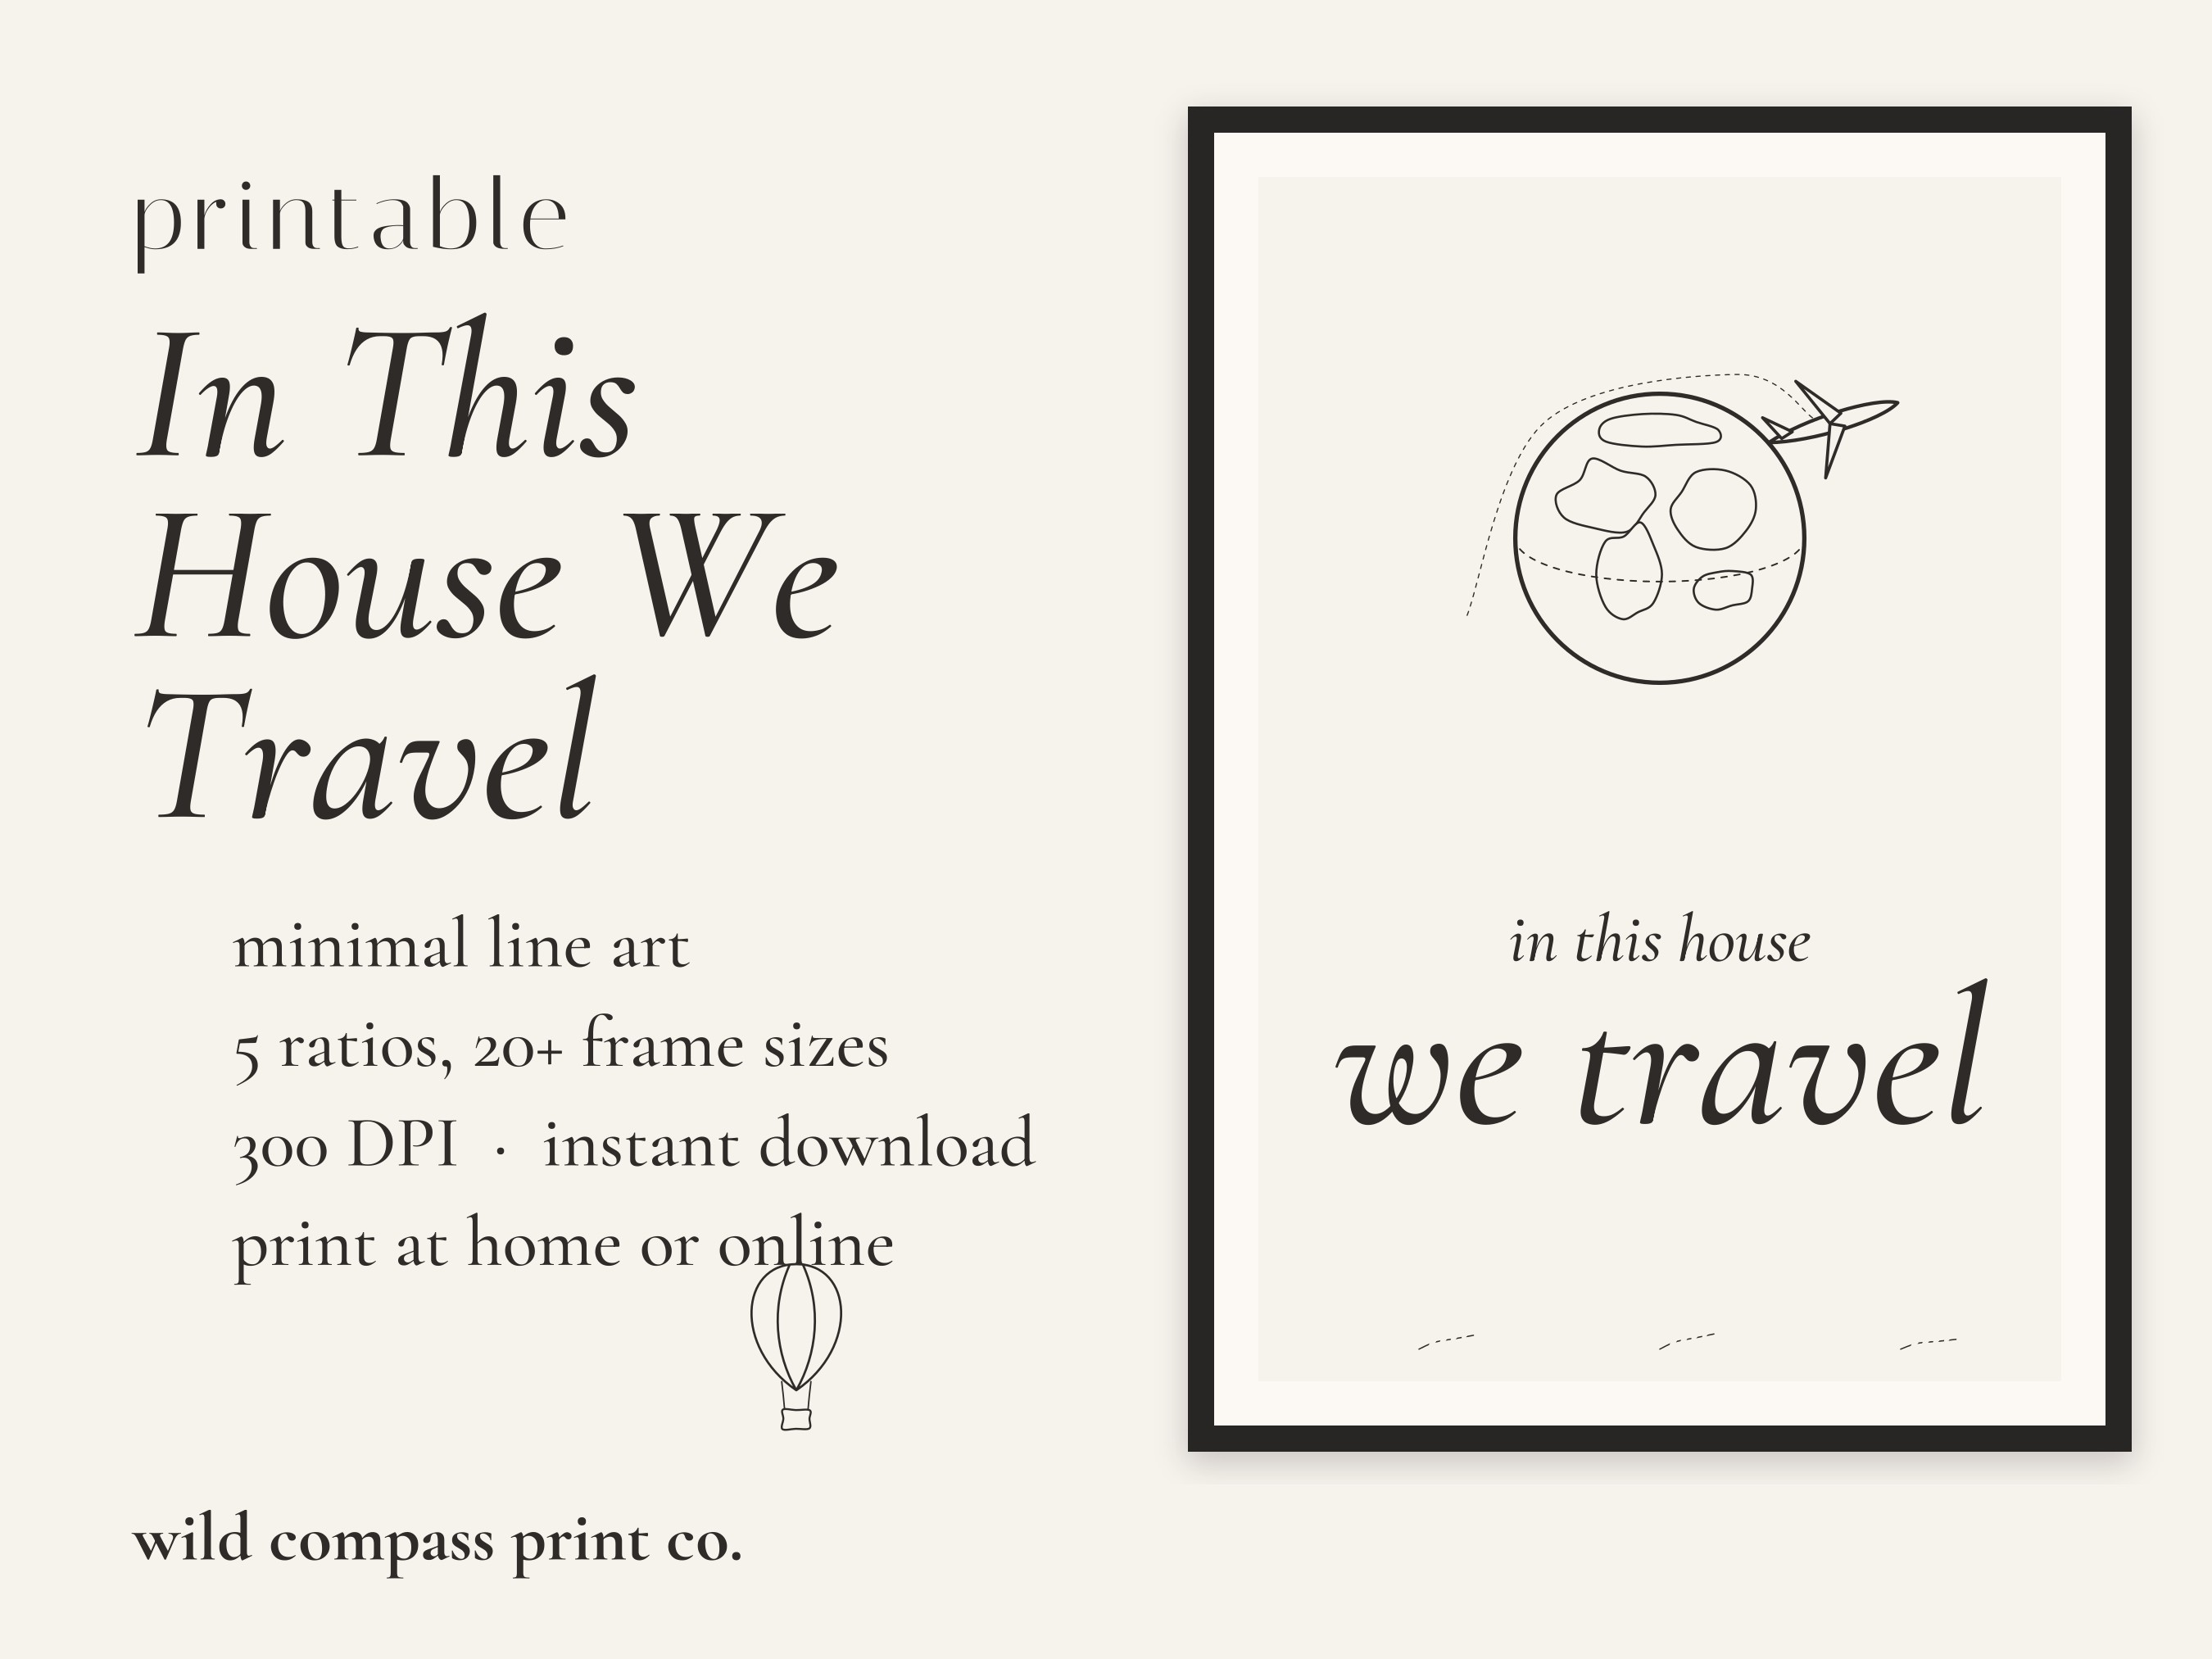 printable
In This
House We
Travel
minimal line art
5 ratios, 20+ frame sizes
300 DPI · instant download
print at home or online
wild compass print co.
in this house
we travel